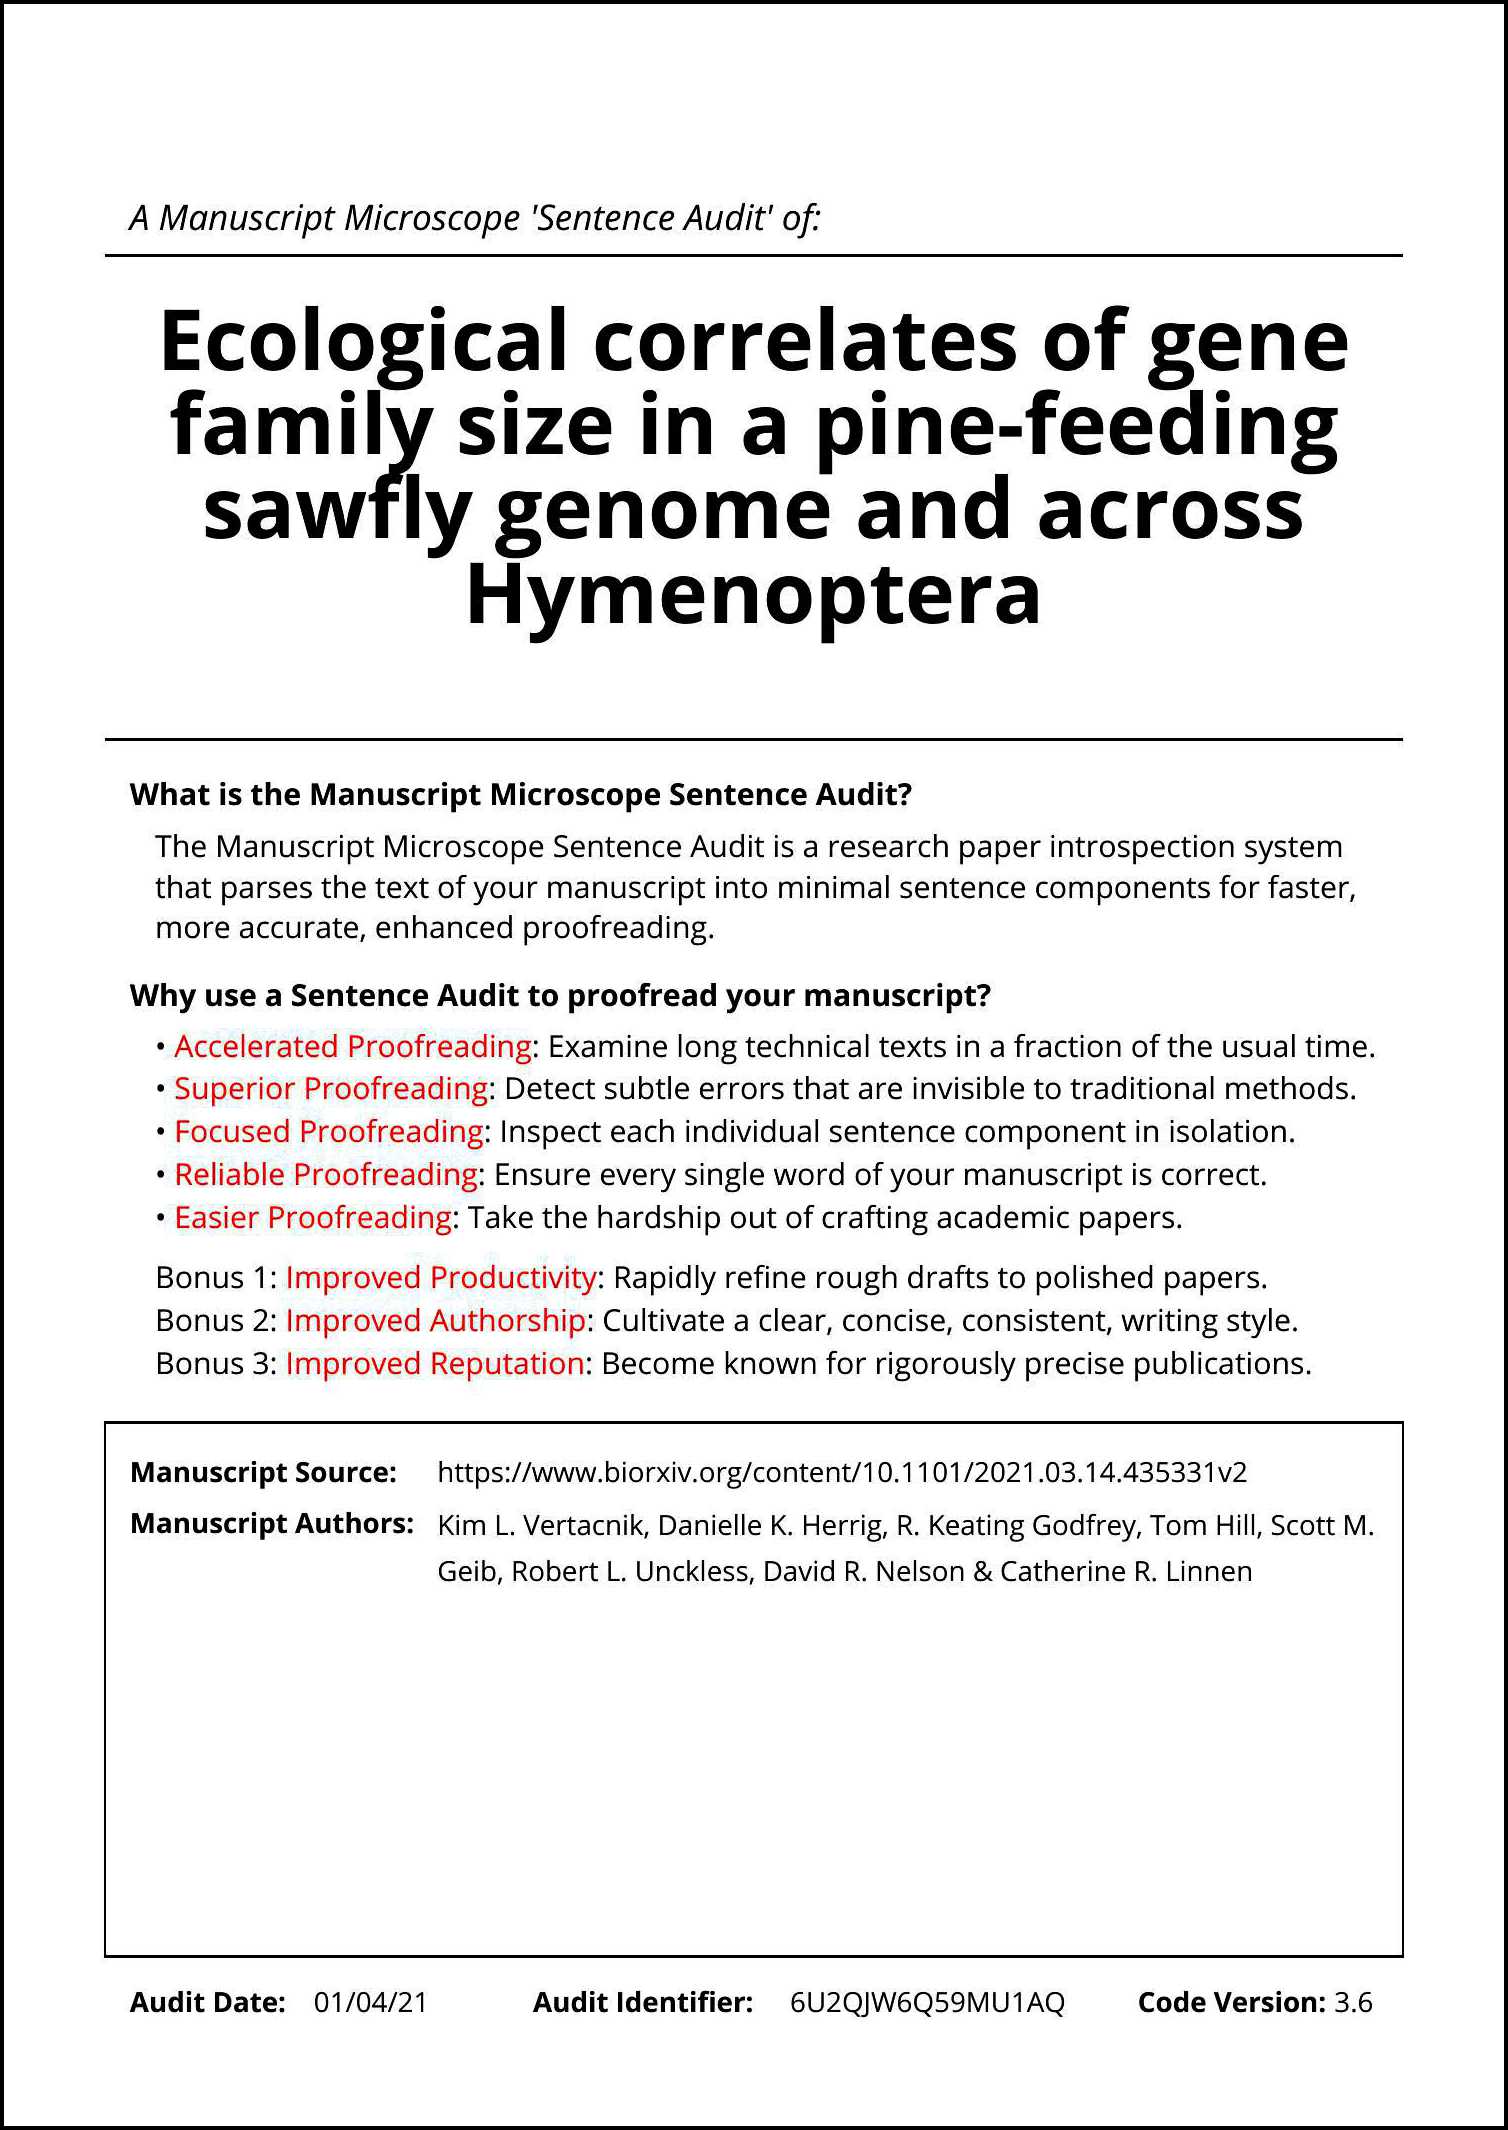 A Manuscript Microscope 'Sentence Audit' of:
Ecological correlates of gene
family size in a pine-feeding
sawfly genome and across
Hymenoptera
What is the Manuscript Microscope Sentence Audit?
The Manuscript Microscope Sentence Audit is a research paper introspection system
that parses the text of your manuscript into minimal sentence components for faster,
more accurate, enhanced proofreading.
Why use a Sentence Audit to proofread your manuscript?
• Accelerated Proofreading: Examine long technical texts in a fraction of the usual time.
• Superior Proofreading: Detect subtle errors that are invisible to traditional methods.
• Focused Proofreading: Inspect each individual sentence component in isolation.
• Reliable Proofreading: Ensure every single word of your manuscript is correct.
• Easier Proofreading: Take the hardship out of crafting academic papers.
Bonus 1: Improved Productivity: Rapidly refine rough drafts to polished papers.
Bonus 2: Improved Authorship: Cultivate a clear, concise, consistent, writing style.
Bonus 3: Improved Reputation: Become known for rigorously precise publications.
Manuscript Source: https://www.biorxiv.org/content/10.1101/2021.03.14.435331v2
Manuscript Authors: Kim L. Vertacnik, Danielle K. Herrig, R. Keating Godfrey, Tom Hill, Scott M.
Geib, Robert L. Unckless, David R. Nelson & Catherine R. Linnen
Audit Date: 01/04/21 Audit Identifier: 6U2QJW6Q59MU1AQ Code Version: 3.6